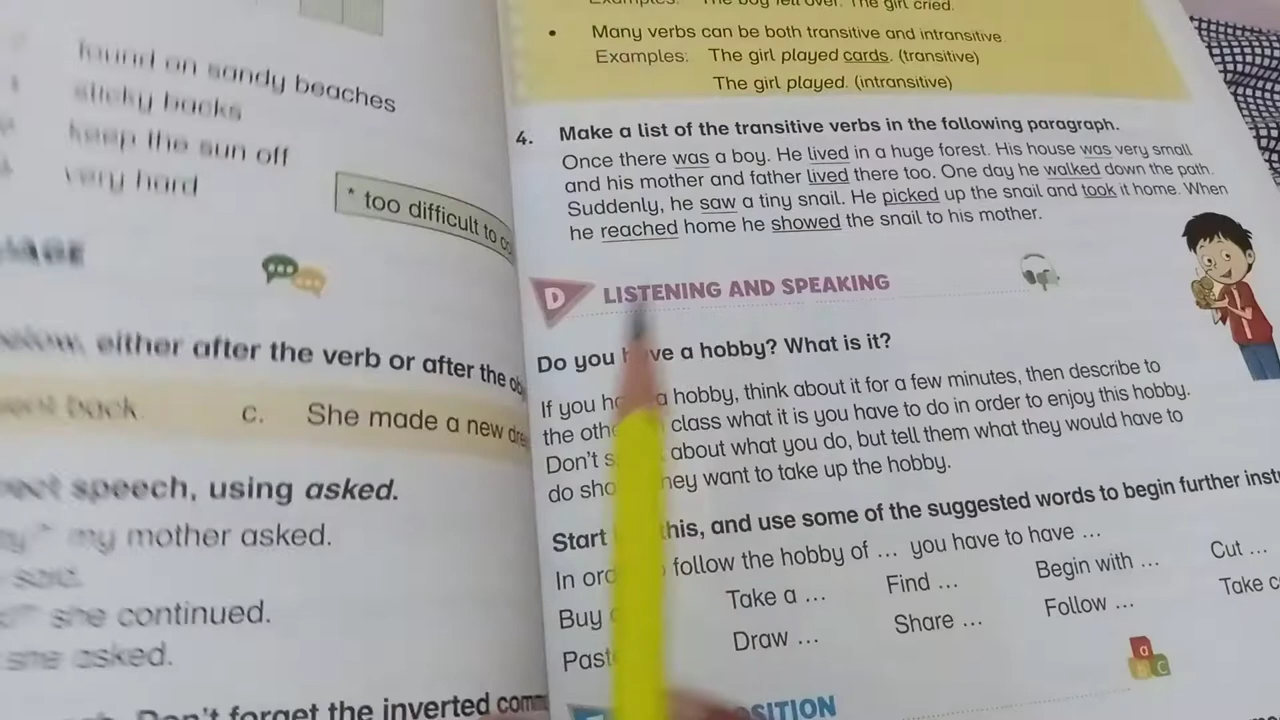 found on sandy beaches
sticky backs
keep the sun off
very hard
* too difficult to
either after the verb or after the
back. c. She made a new
speech, using asked.
my mother asked.
said.
she continued.
she asked.
Don't forget the inverted
The boy fell over. The girl cried.
• Many verbs can be both transitive and intransitive.
Examples: The girl played cards. (transitive)
The girl played. (intransitive)
4. Make a list of the transitive verbs in the following paragraph.
Once there was a boy. He lived in a huge forest. His house was very small
and his mother and father lived there too. One day he walked down the path.
Suddenly, he saw a tiny snail. He picked up the snail and took it home. When
he reached home he showed the snail to his mother.
D LISTENING AND SPEAKING
Do you have a hobby? What is it?
If you a hobby, think about it for a few minutes, then describe to
the class what it is you have to do in order to enjoy this hobby.
Don't about what you do, but tell them what they would have to
do they want to take up the hobby.
Start this, and use some of the suggested words to begin further
In follow the hobby of ... you have to have ...
Buy Take a ... Find ... Begin with ... Cut ...
Draw ... Share ... Follow ... Take
a
b C